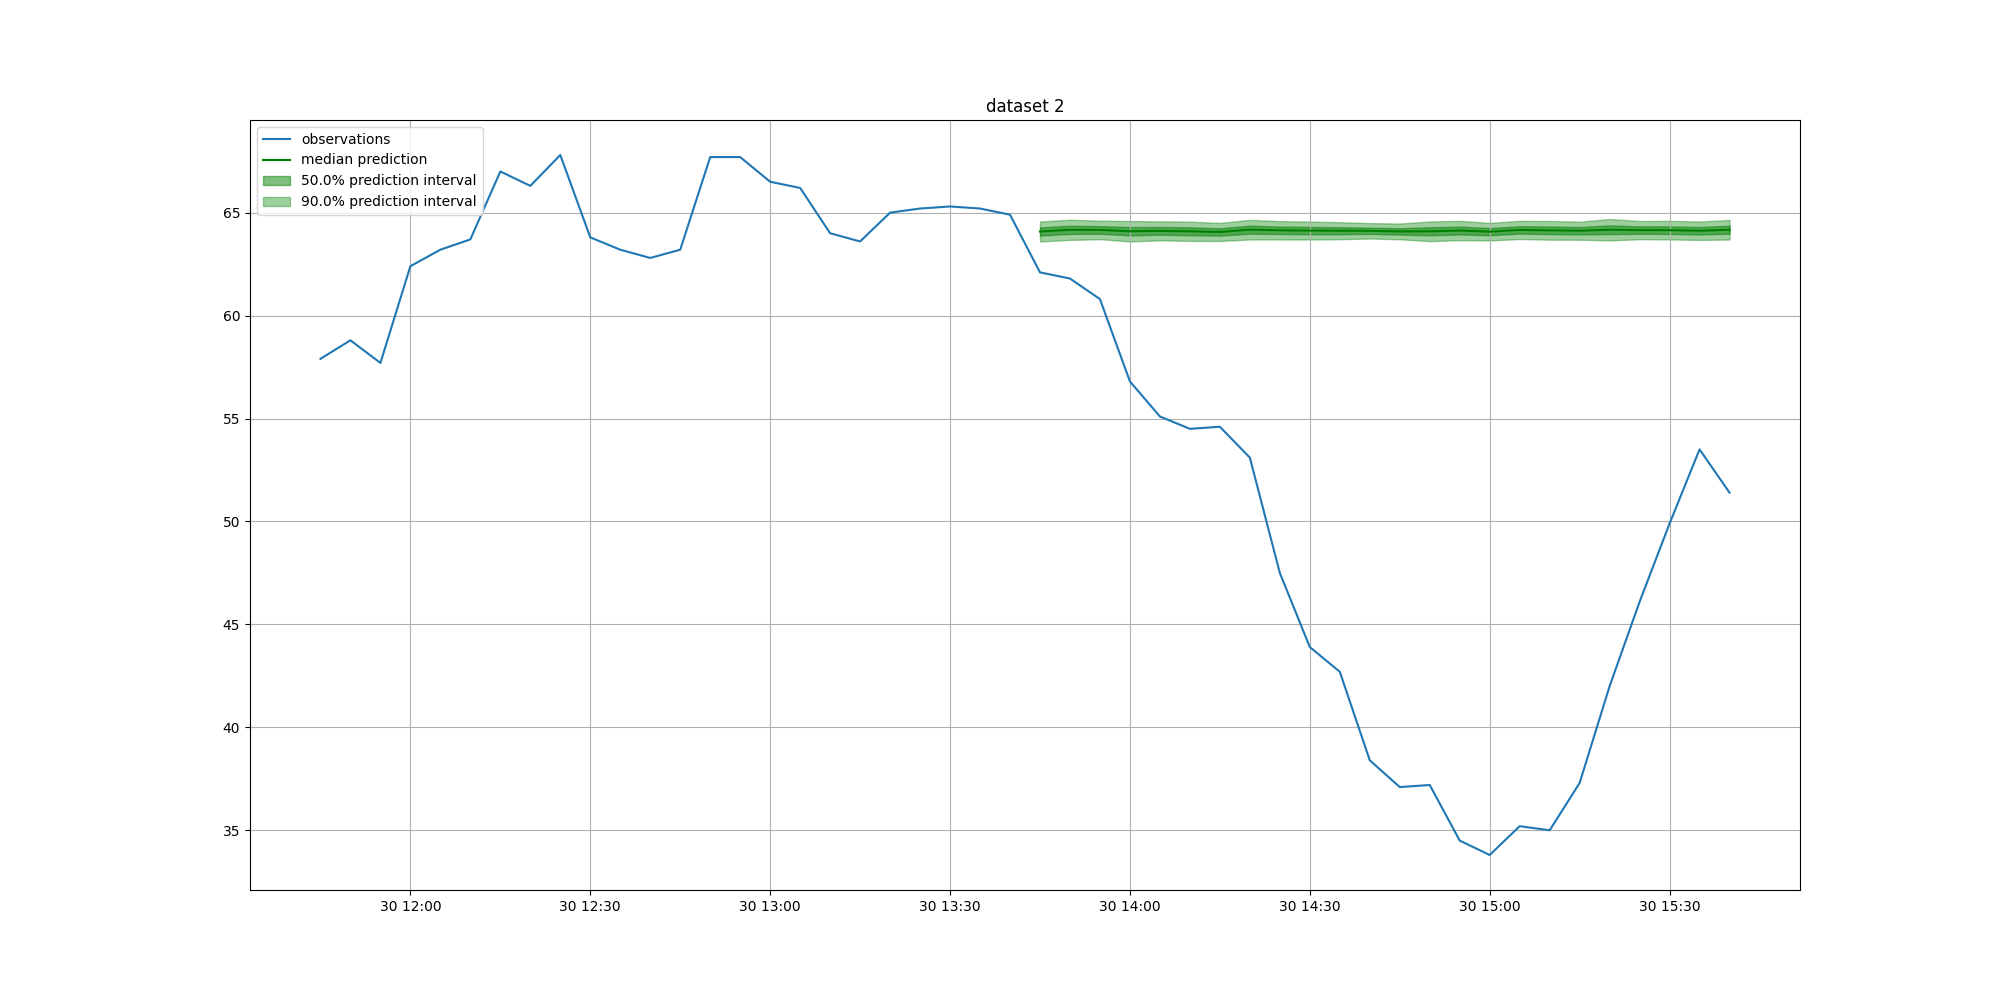 dataset 2
observations
median prediction
50.0% prediction interval
90.0% prediction interval
65
60
55
50
45
40
35
30 12:00 30 12:30 30 13:00 30 13:30 30 14:00 30 14:30 30 15:00 30 15:30